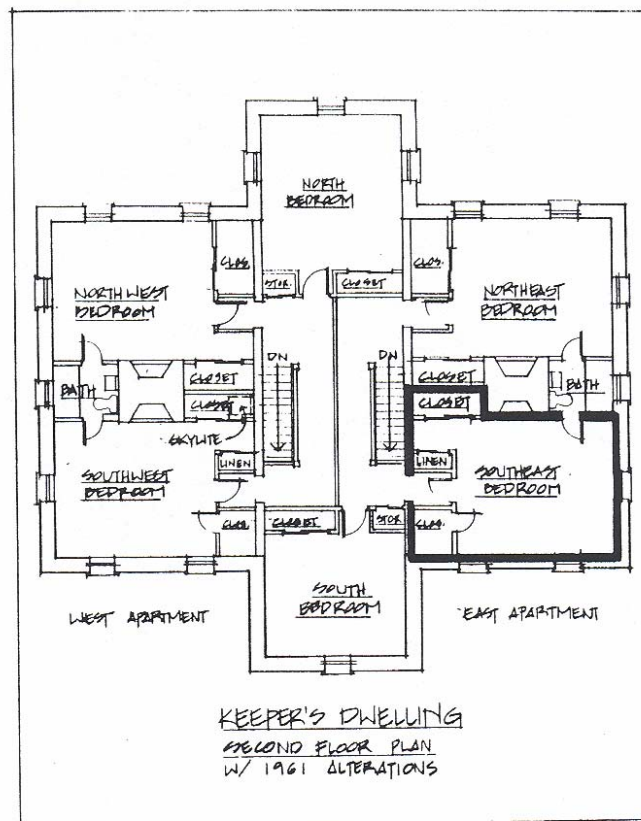 NORTH
BEDROOM
CLOS.
CLOS.
STOR.
CLOSET
NORTHWEST
BEDROOM
NORTHEAST
BEDROOM
DN
DN
BATH
CLOSET
CLOSET
BATH
CLOSET
CLOSET
SKYLITE
LINEN
LINEN
SOUTHWEST
BEDROOM
SOUTHEAST
BEDROOM
CLOS.
CLOSET
STOR.
CLOS.
SOUTH
BEDROOM
WEST APARTMENT
EAST APARTMENT
KEEPER'S DWELLING
SECOND FLOOR PLAN
W/ 1961 ALTERATIONS